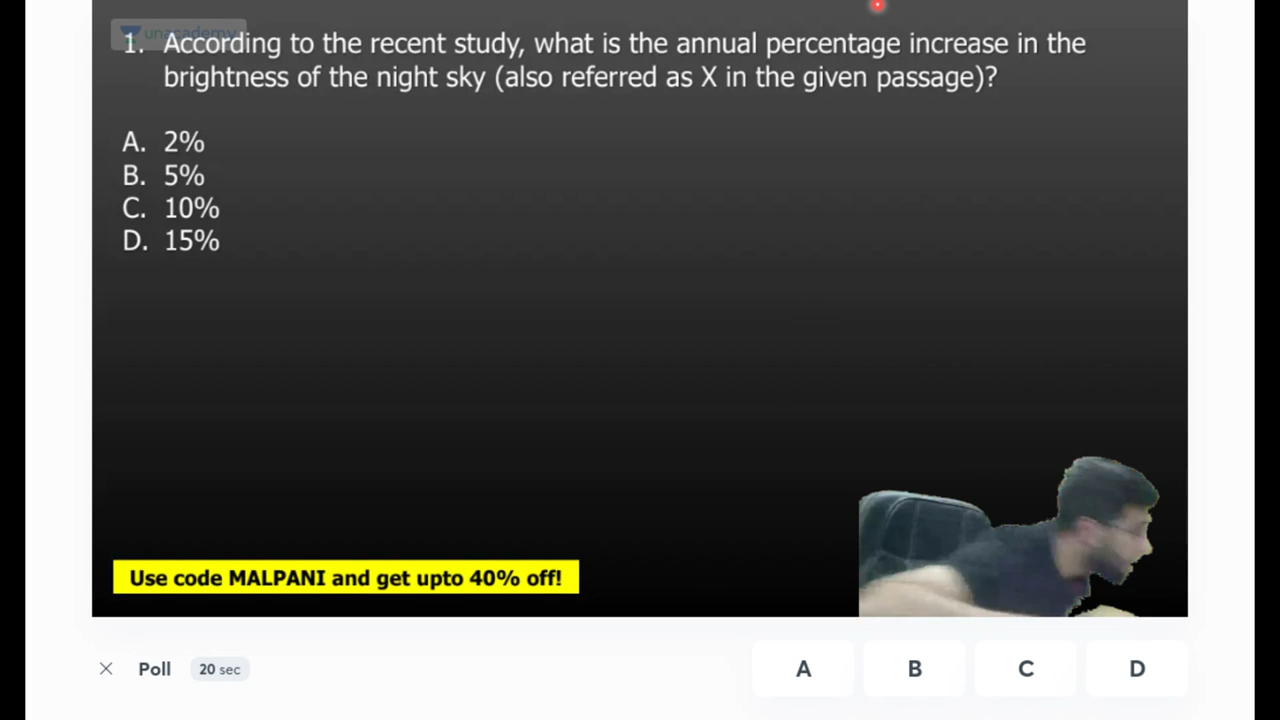 unacademy
1. According to the recent study, what is the annual percentage increase in the
brightness of the night sky (also referred as X in the given passage)?
A. 2%
B. 5%
C. 10%
D. 15%
Use code MALPANI and get upto 40% off!
Poll 20 sec A B C D